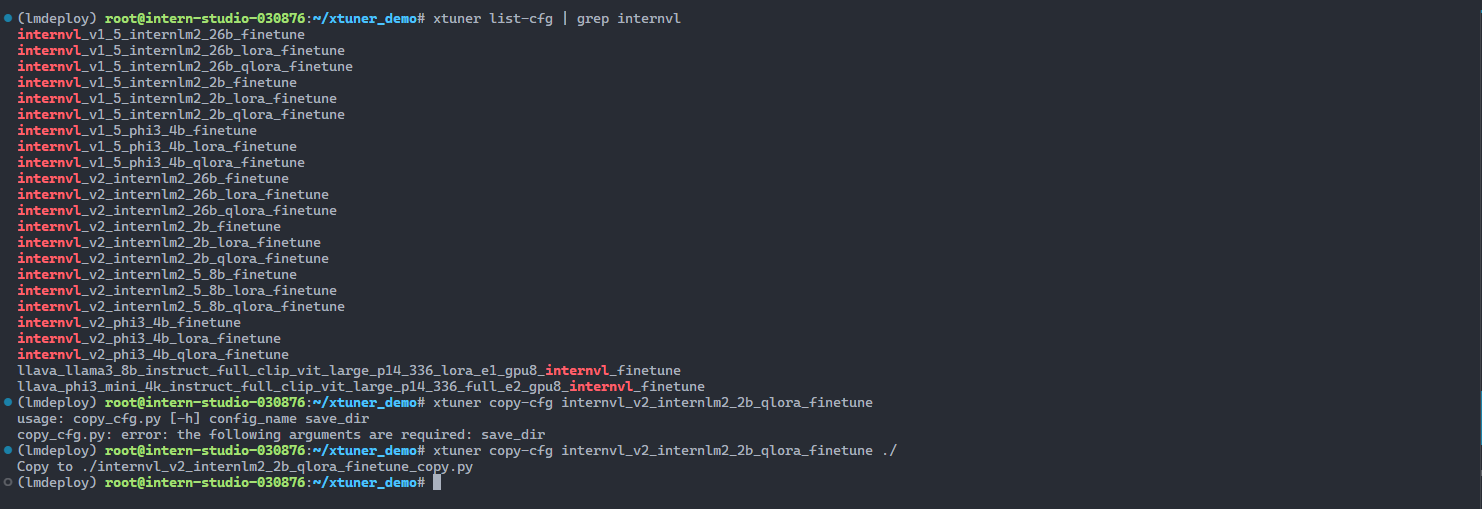 (lmdeploy) root@intern-studio-030876:~/xtuner_demo# xtuner list-cfg | grep internvl
internvl_v1_5_internlm2_26b_finetune
internvl_v1_5_internlm2_26b_lora_finetune
internvl_v1_5_internlm2_26b_qlora_finetune
internvl_v1_5_internlm2_2b_finetune
internvl_v1_5_internlm2_2b_lora_finetune
internvl_v1_5_internlm2_2b_qlora_finetune
internvl_v1_5_phi3_4b_finetune
internvl_v1_5_phi3_4b_lora_finetune
internvl_v1_5_phi3_4b_qlora_finetune
internvl_v2_internlm2_26b_finetune
internvl_v2_internlm2_26b_lora_finetune
internvl_v2_internlm2_26b_qlora_finetune
internvl_v2_internlm2_2b_finetune
internvl_v2_internlm2_2b_lora_finetune
internvl_v2_internlm2_2b_qlora_finetune
internvl_v2_internlm2_5_8b_finetune
internvl_v2_internlm2_5_8b_lora_finetune
internvl_v2_internlm2_5_8b_qlora_finetune
internvl_v2_phi3_4b_finetune
internvl_v2_phi3_4b_lora_finetune
internvl_v2_phi3_4b_qlora_finetune
llava_llama3_8b_instruct_full_clip_vit_large_p14_336_lora_e1_gpu8_internvl_finetune
llava_phi3_mini_4k_instruct_full_clip_vit_large_p14_336_full_e2_gpu8_internvl_finetune
(lmdeploy) root@intern-studio-030876:~/xtuner_demo# xtuner copy-cfg internvl_v2_internlm2_2b_qlora_finetune
usage: copy_cfg.py [-h] config_name save_dir
copy_cfg.py: error: the following arguments are required: save_dir
(lmdeploy) root@intern-studio-030876:~/xtuner_demo# xtuner copy-cfg internvl_v2_internlm2_2b_qlora_finetune ./
Copy to ./internvl_v2_internlm2_2b_qlora_finetune_copy.py
(lmdeploy) root@intern-studio-030876:~/xtuner_demo#